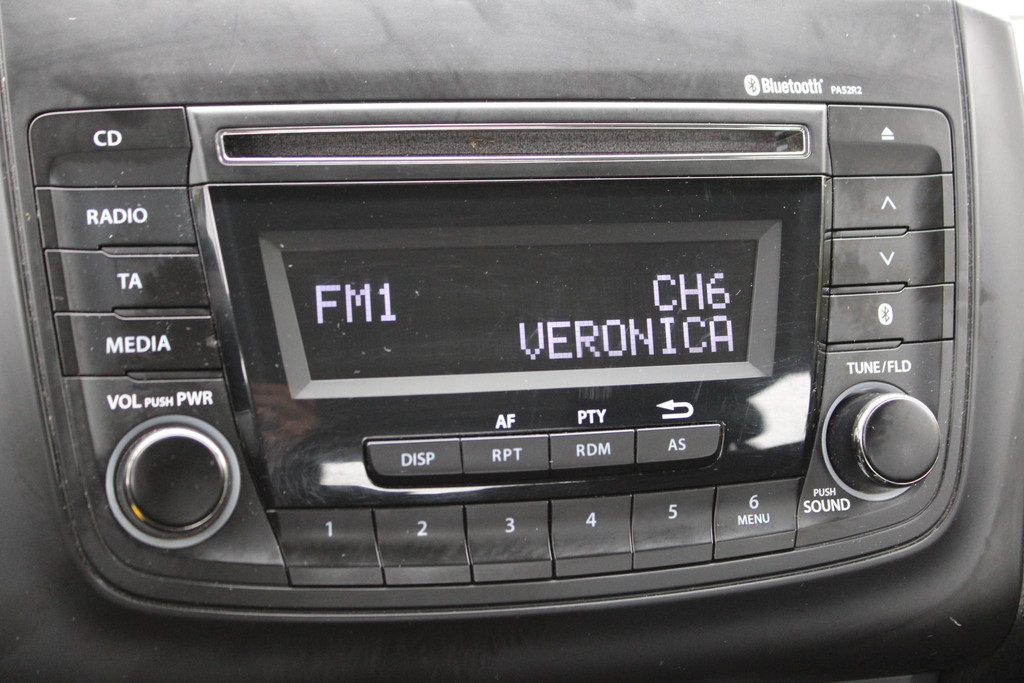 Bluetooth PA52R2
CD
RADIO
TA
MEDIA
VOL PUSH PWR
FM1 CH6
VERONICA
TUNE/FLD
AF PTY
DISP RPT RDM AS
PUSH
SOUND
1 2 3 4 5 6
MENU